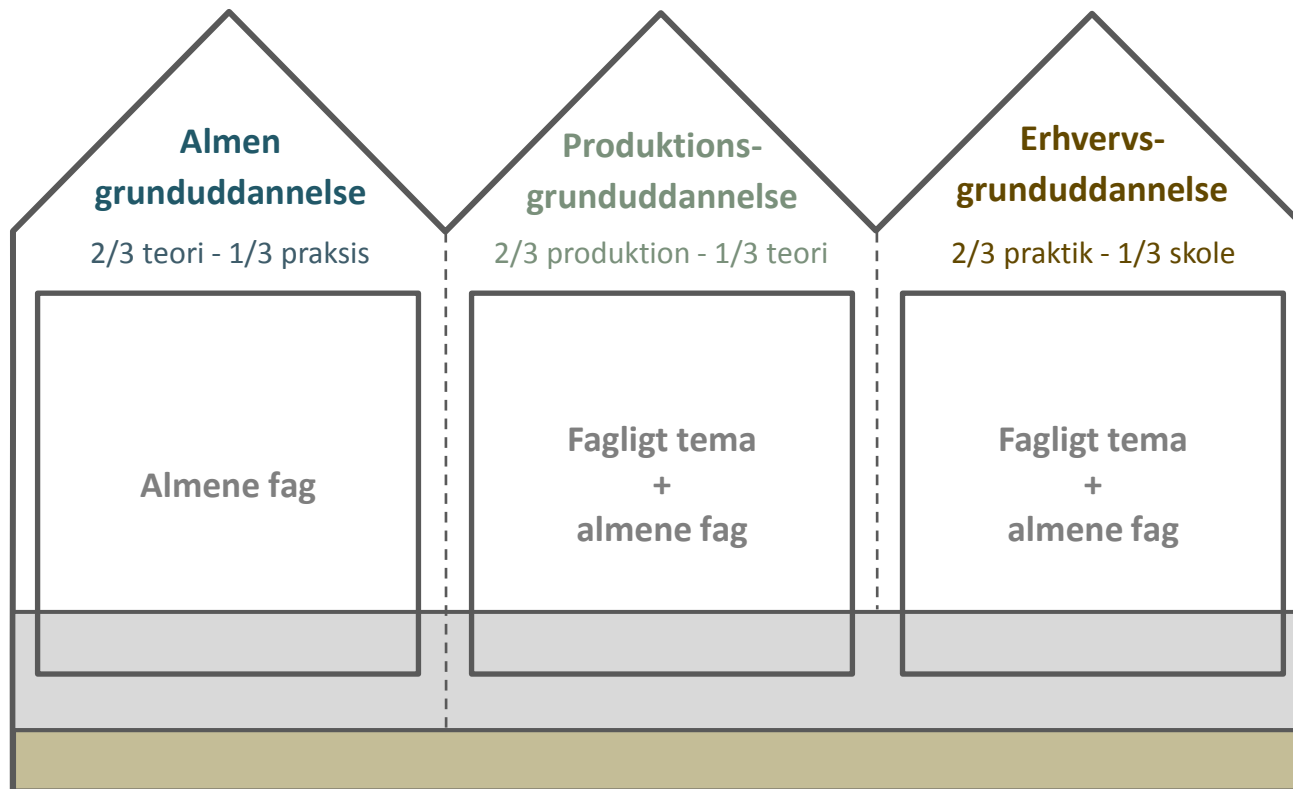 Almen
grunduddannelse
2/3 teori - 1/3 praksis
Almene fag
Produktions-
grunduddannelse
2/3 produktion - 1/3 teori
Fagligt tema
+
almene fag
Erhvervs-
grunduddannelse
2/3 praktik - 1/3 skole
Fagligt tema
+
almene fag